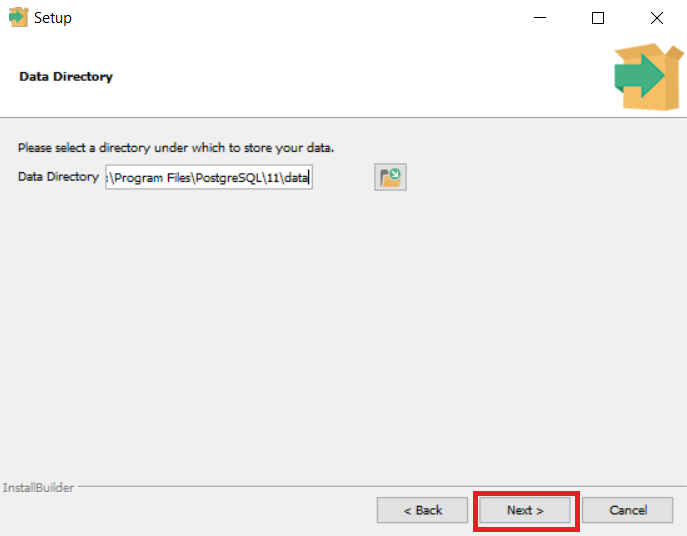 Setup
Data Directory
Please select a directory under which to store your data.
Data Directory :\Program Files\PostgreSQL\11\data
InstallBuilder
< Back Next > Cancel